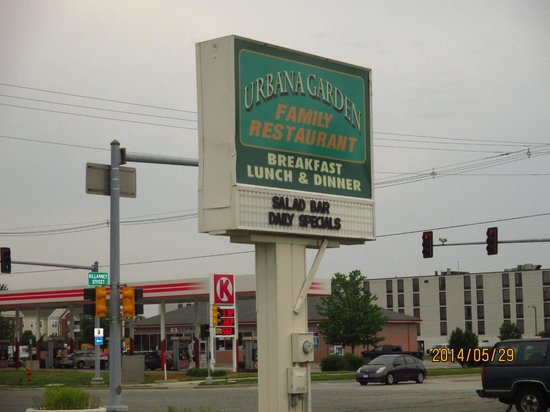 URBANA GARDEN
FAMILY
RESTAURANT
BREAKFAST
LUNCH & DINNER
SALAD BAR
DAILY SPECIALS
KILLARNEY
STREET
K
2014/05/29